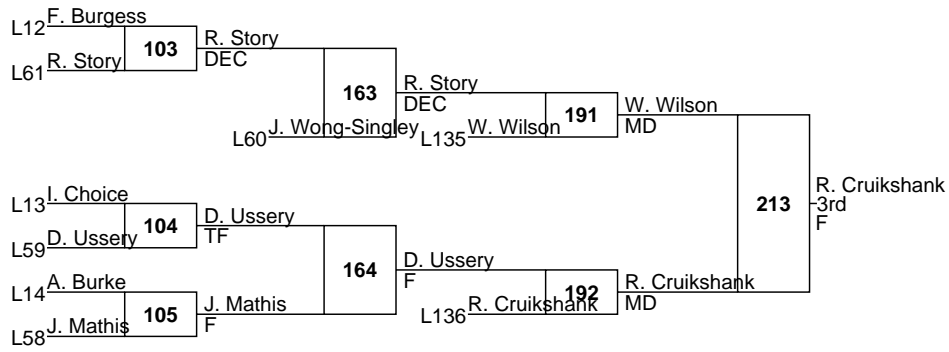 L12 F. Burgess
103
R. Story
DEC
L61 R. Story
163
R. Story
DEC
L60 J. Wong-Singley
L135 W. Wilson
191
W. Wilson
MD
L13 I. Choice
104
D. Ussery
TF
L59 D. Ussery
164
D. Ussery
F
L14 A. Burke
105
J. Mathis
F
L58 J. Mathis
L136 R. Cruikshank
192
R. Cruikshank
MD
213
R. Cruikshank
3rd
F